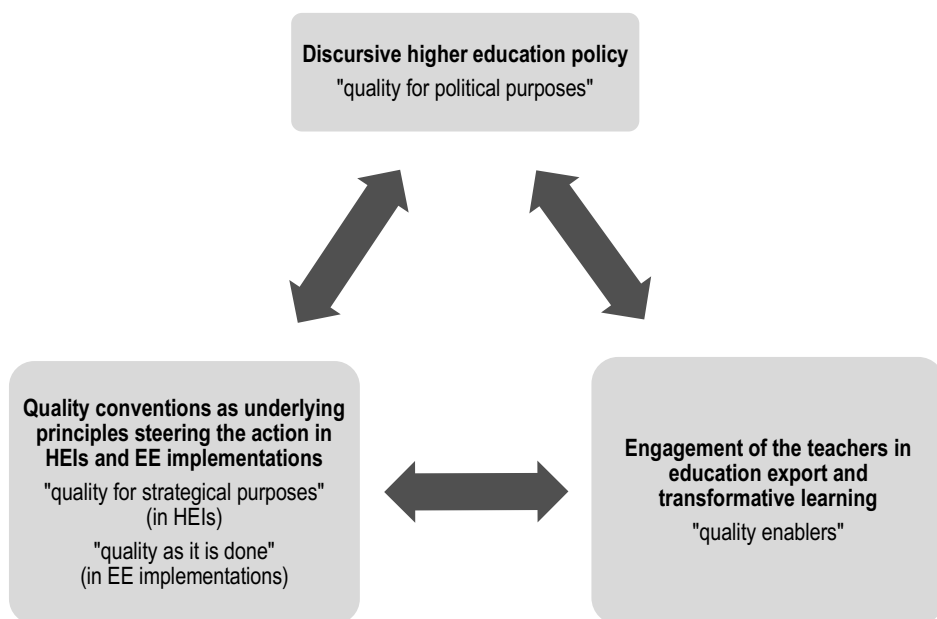 Discursive higher education policy
"quality for political purposes"
Quality conventions as underlying
principles steering the action in
HEIs and EE implementations
"quality for strategical purposes"
(in HEIs)
"quality as it is done"
(in EE implementations)
Engagement of the teachers in
education export and
transformative learning
"quality enablers"